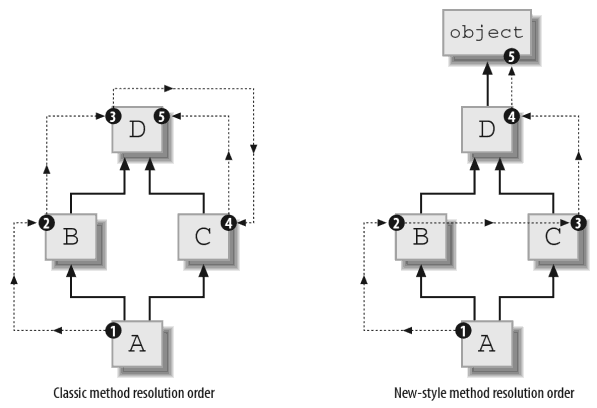 object
5
3
5
D
4
D
2
B
C
4
2
B
C
3
1
A
1
A
Classic method resolution order
New-style method resolution order